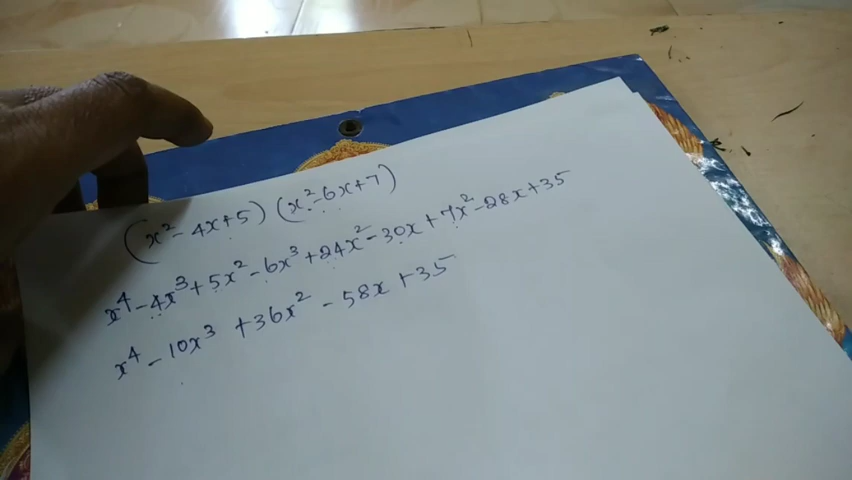 (x² - 4x + 5) (x² - 6x + 7)
x⁴ - 4x³ + 5x² - 6x³ + 24x² - 30x + 7x² - 28x + 35
x⁴ - 10x³ + 36x² - 58x + 35